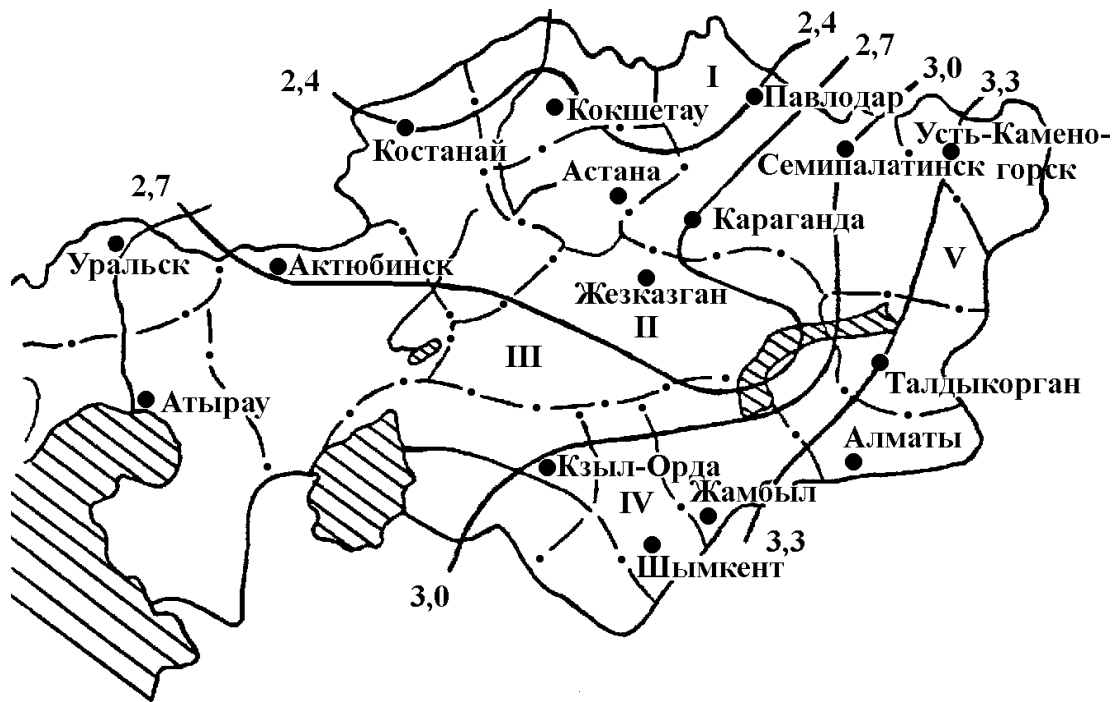 2,4
2,7
3,0
3,3
I
2,4
Кокшетау
Павлодар
Костанай
Усть-Камено-
горск
Семипалатинск
Астана
2,7
Караганда
Уральск
Актюбинск
V
Жезказган
II
III
Талдыкорган
Атырау
Алматы
Кзыл-Орда
IV
Жамбыл
3,3
Шымкент
3,0